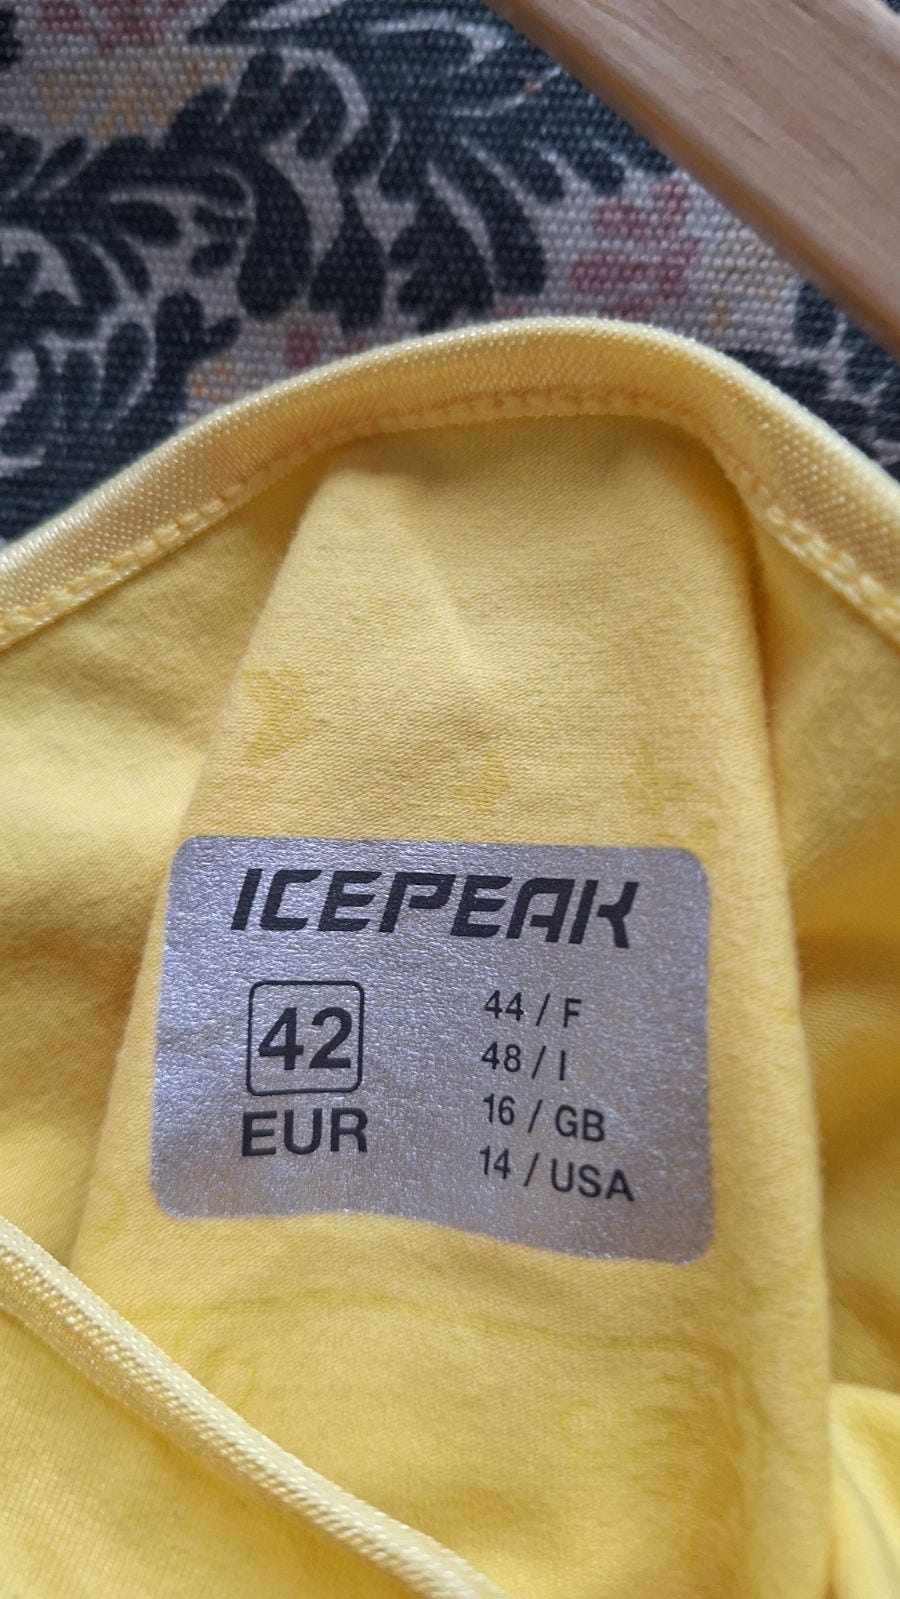 ICEPEAK
42
EUR
44 / F
48 / I
16 / GB
14 / USA